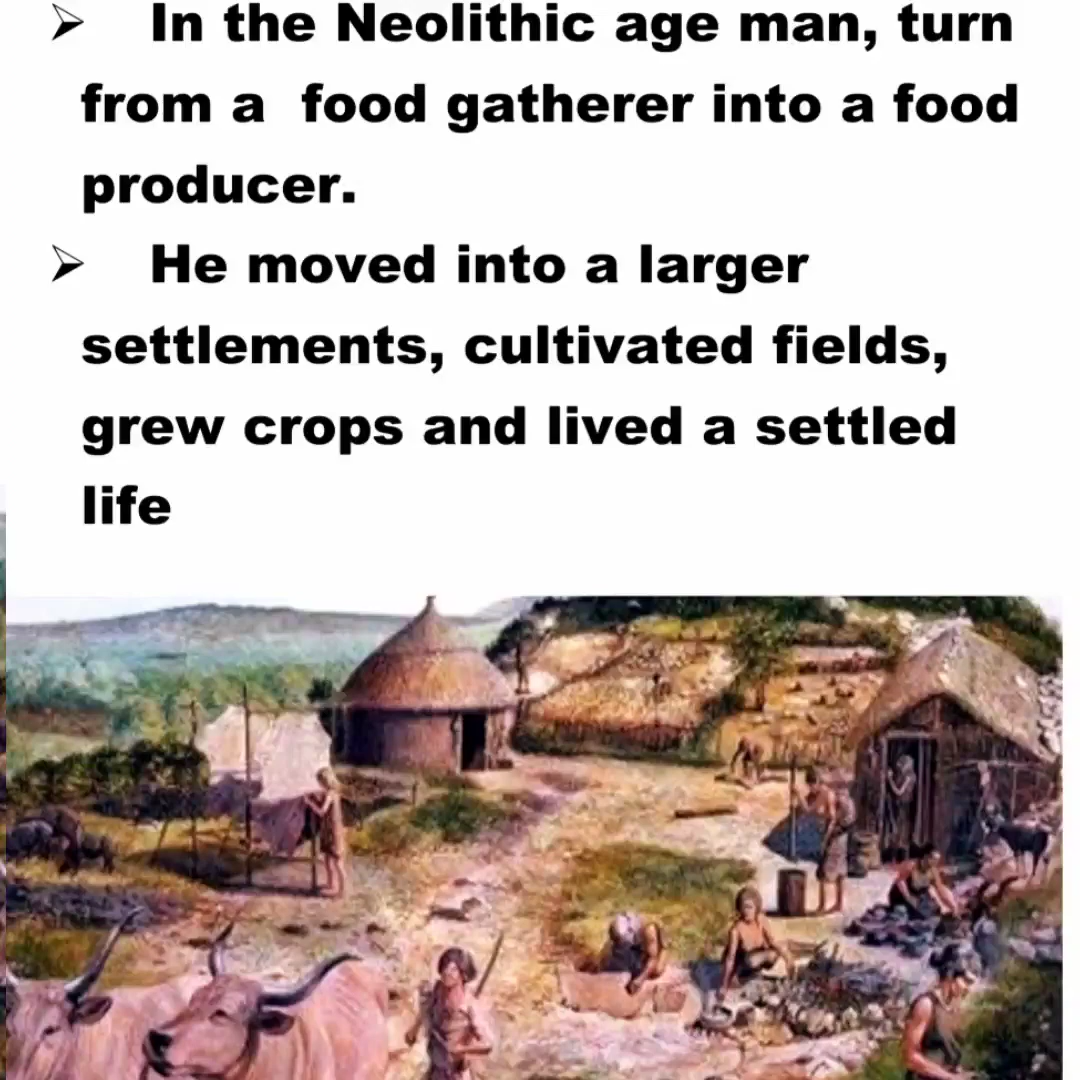 ➢ In the Neolithic age man, turn
from a food gatherer into a food
producer.
➢ He moved into a larger
settlements, cultivated fields,
grew crops and lived a settled
life